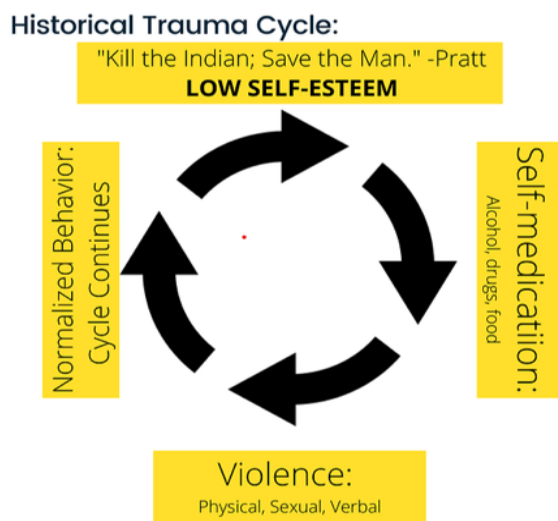 Historical Trauma Cycle:
"Kill the Indian; Save the Man." -Pratt
LOW SELF-ESTEEM
Self-medicatiion:
Alcohol, drugs, food
Violence:
Physical, Sexual, Verbal
Normalized Behavior:
Cycle Continues